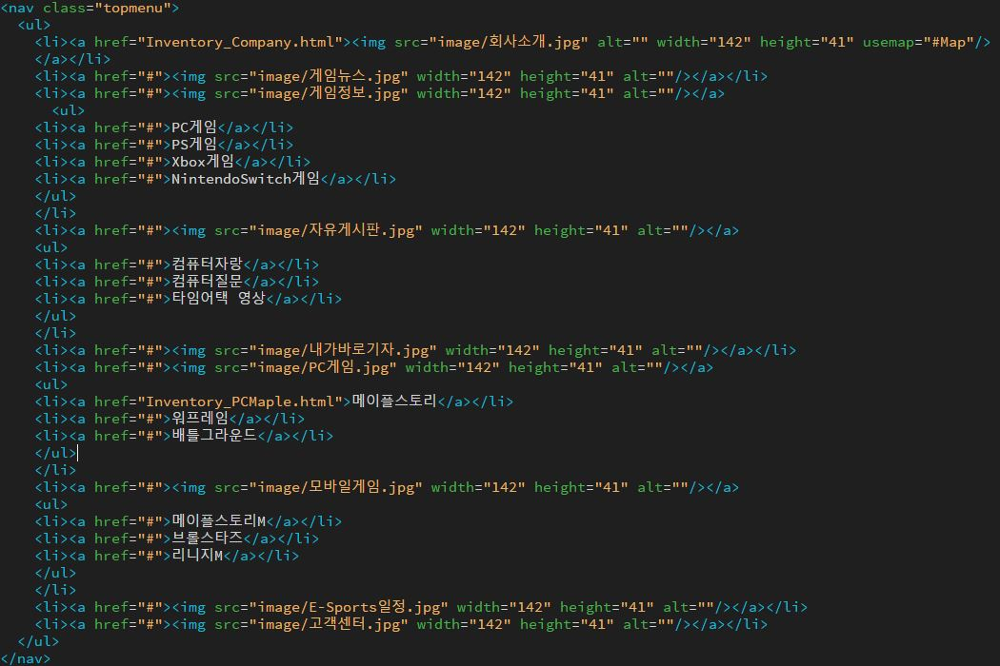 <nav class="topmenu">
<ul>
<li><a href="Inventory_Company.html"><img src="image/회사소개.jpg" alt="" width="142" height="41" usemap="#Map"/>
</a></li>
<li><a href="#"><img src="image/게임뉴스.jpg" width="142" height="41" alt=""/></a></li>
<li><a href="#"><img src="image/게임정보.jpg" width="142" height="41" alt=""/></a>
<ul>
<li><a href="#">PC게임</a></li>
<li><a href="#">PS게임</a></li>
<li><a href="#">Xbox게임</a></li>
<li><a href="#">NintendoSwitch게임</a></li>
</ul>
</li>
<li><a href="#"><img src="image/자유게시판.jpg" width="142" height="41" alt=""/></a>
<ul>
<li><a href="#">컴퓨터자랑</a></li>
<li><a href="#">컴퓨터질문</a></li>
<li><a href="#">타임어택 영상</a></li>
</ul>
</li>
<li><a href="#"><img src="image/내가바로기자.jpg" width="142" height="41" alt=""/></a></li>
<li><a href="#"><img src="image/PC게임.jpg" width="142" height="41" alt=""/></a>
<ul>
<li><a href="Inventory_PCMaple.html">메이플스토리</a></li>
<li><a href="#">워프레임</a></li>
<li><a href="#">배틀그라운드</a></li>
</ul>
</li>
<li><a href="#"><img src="image/모바일게임.jpg" width="142" height="41" alt=""/></a>
<ul>
<li><a href="#">메이플스토리M</a></li>
<li><a href="#">브롤스타즈</a></li>
<li><a href="#">리니지M</a></li>
</ul>
</li>
<li><a href="#"><img src="image/E-Sports일정.jpg" width="142" height="41" alt=""/></a></li>
<li><a href="#"><img src="image/고객센터.jpg" width="142" height="41" alt=""/></a></li>
</ul>
</nav>